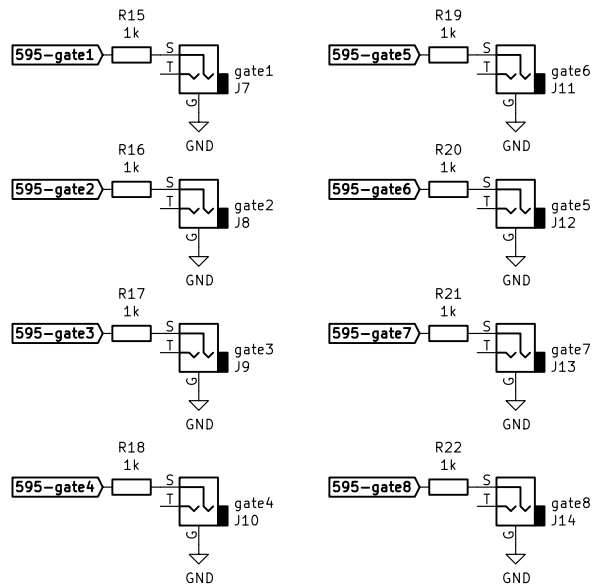 R15
1k
595-gate1
S
T
G
gate1
J7
GND
R19
1k
595-gate5
S
T
G
gate6
J11
GND
R16
1k
595-gate2
S
T
G
gate2
J8
GND
R20
1k
595-gate6
S
T
G
gate5
J12
GND
R17
1k
595-gate3
S
T
G
gate3
J9
GND
R21
1k
595-gate7
S
T
G
gate7
J13
GND
R18
1k
595-gate4
S
T
G
gate4
J10
GND
R22
1k
595-gate8
S
T
G
gate8
J14
GND